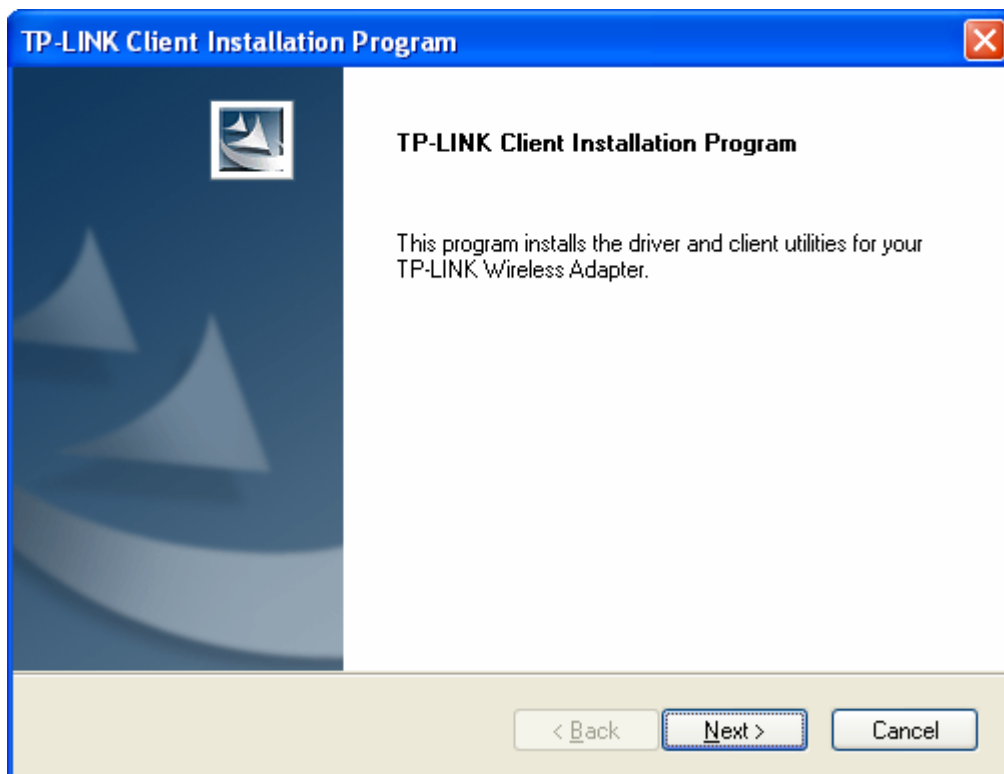 TP-LINK Client Installation Program
TP-LINK Client Installation Program
This program installs the driver and client utilities for your
TP-LINK Wireless Adapter.
< Back
Next >
Cancel